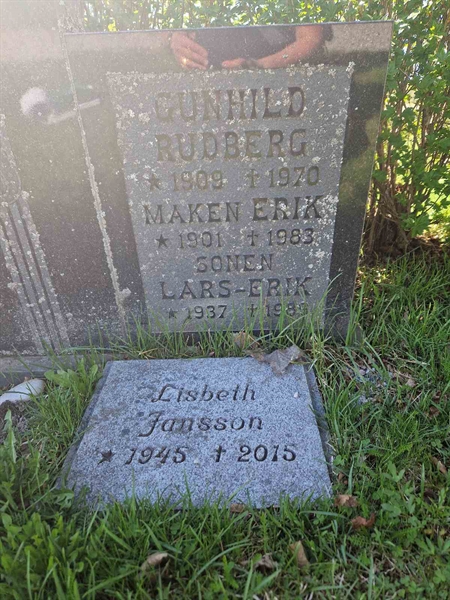 GUNHILD
RUDBERG
★ 1909 † 1970
MAKEN ERIK
★ 1901 † 1983
SONEN
LARS-ERIK
★ 1937 †
Lisbeth
Jansson
★ 1945 † 2015